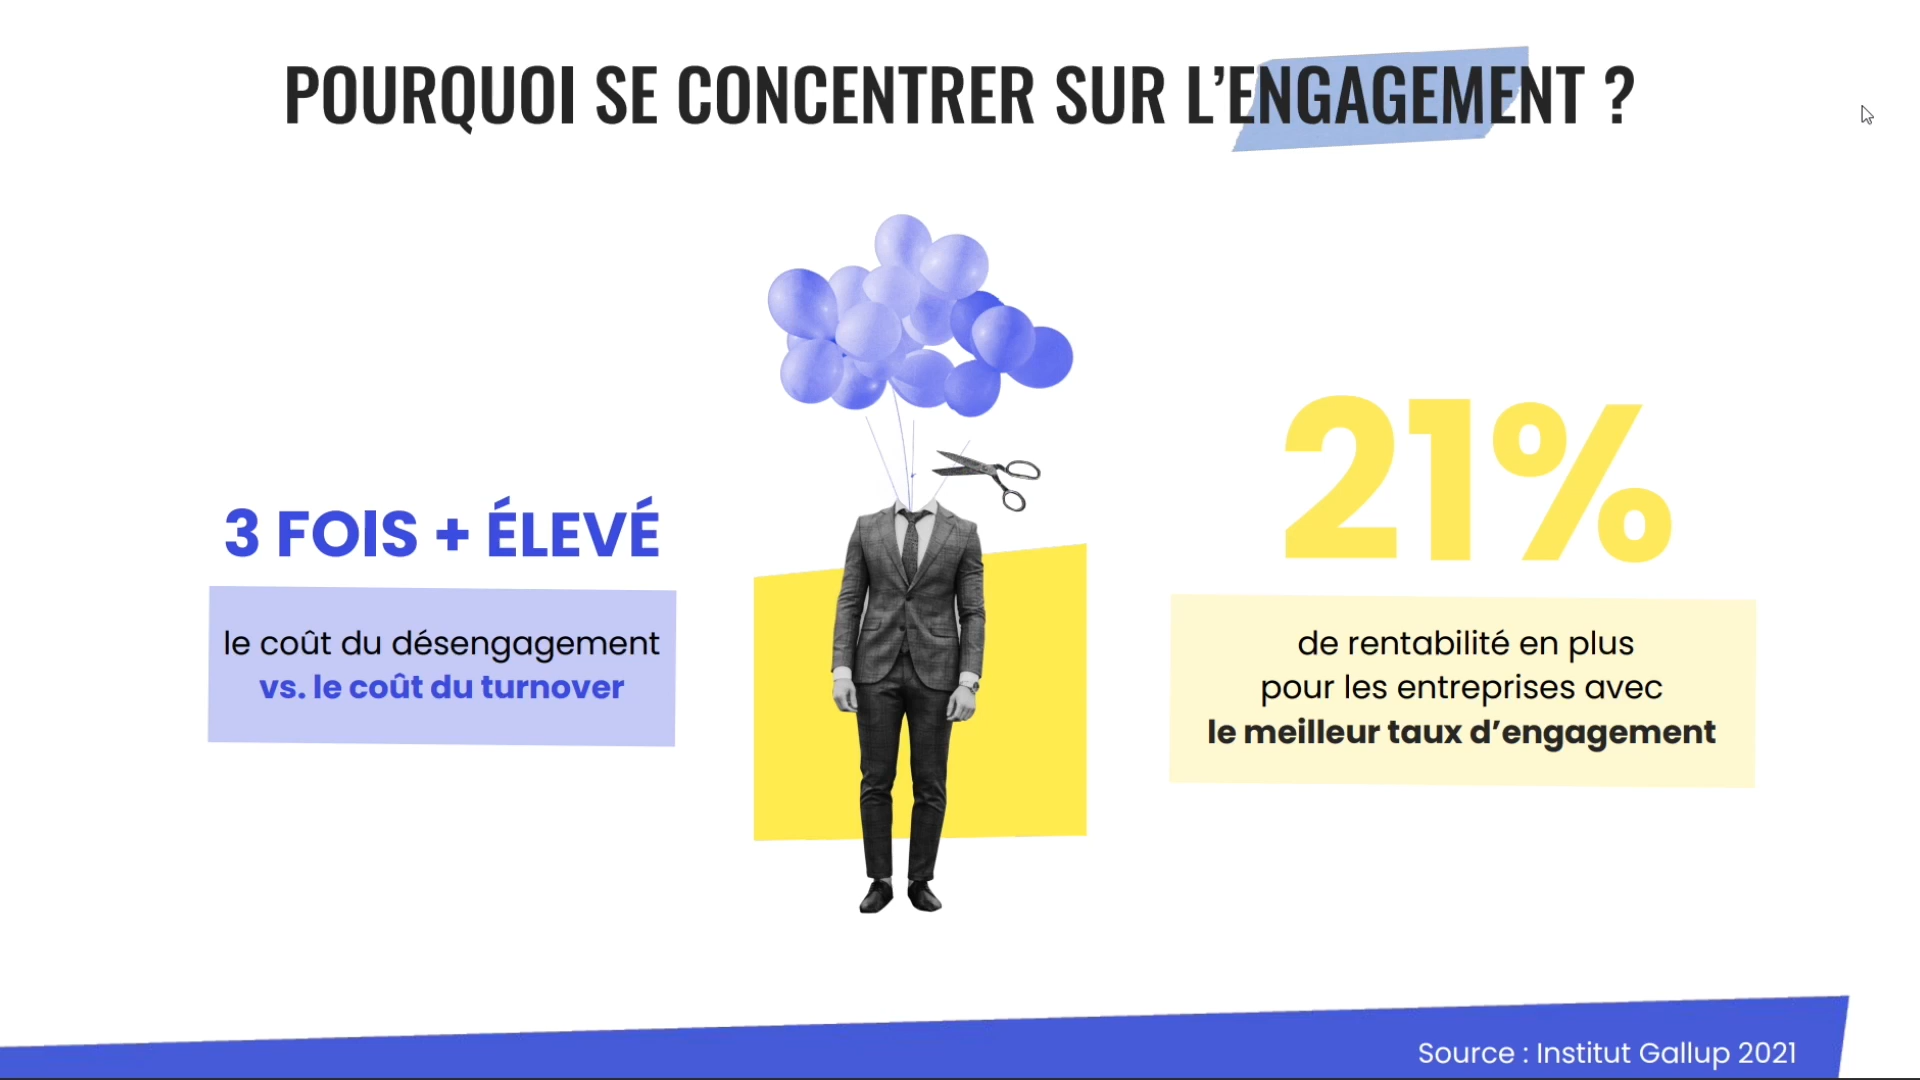 POURQUOI SE CONCENTRER SUR L’ENGAGEMENT ?
3 FOIS + ÉLEVÉ
le coût du désengagement
vs. le coût du turnover
21%
de rentabilité en plus
pour les entreprises avec
le meilleur taux d’engagement
Source : Institut Gallup 2021